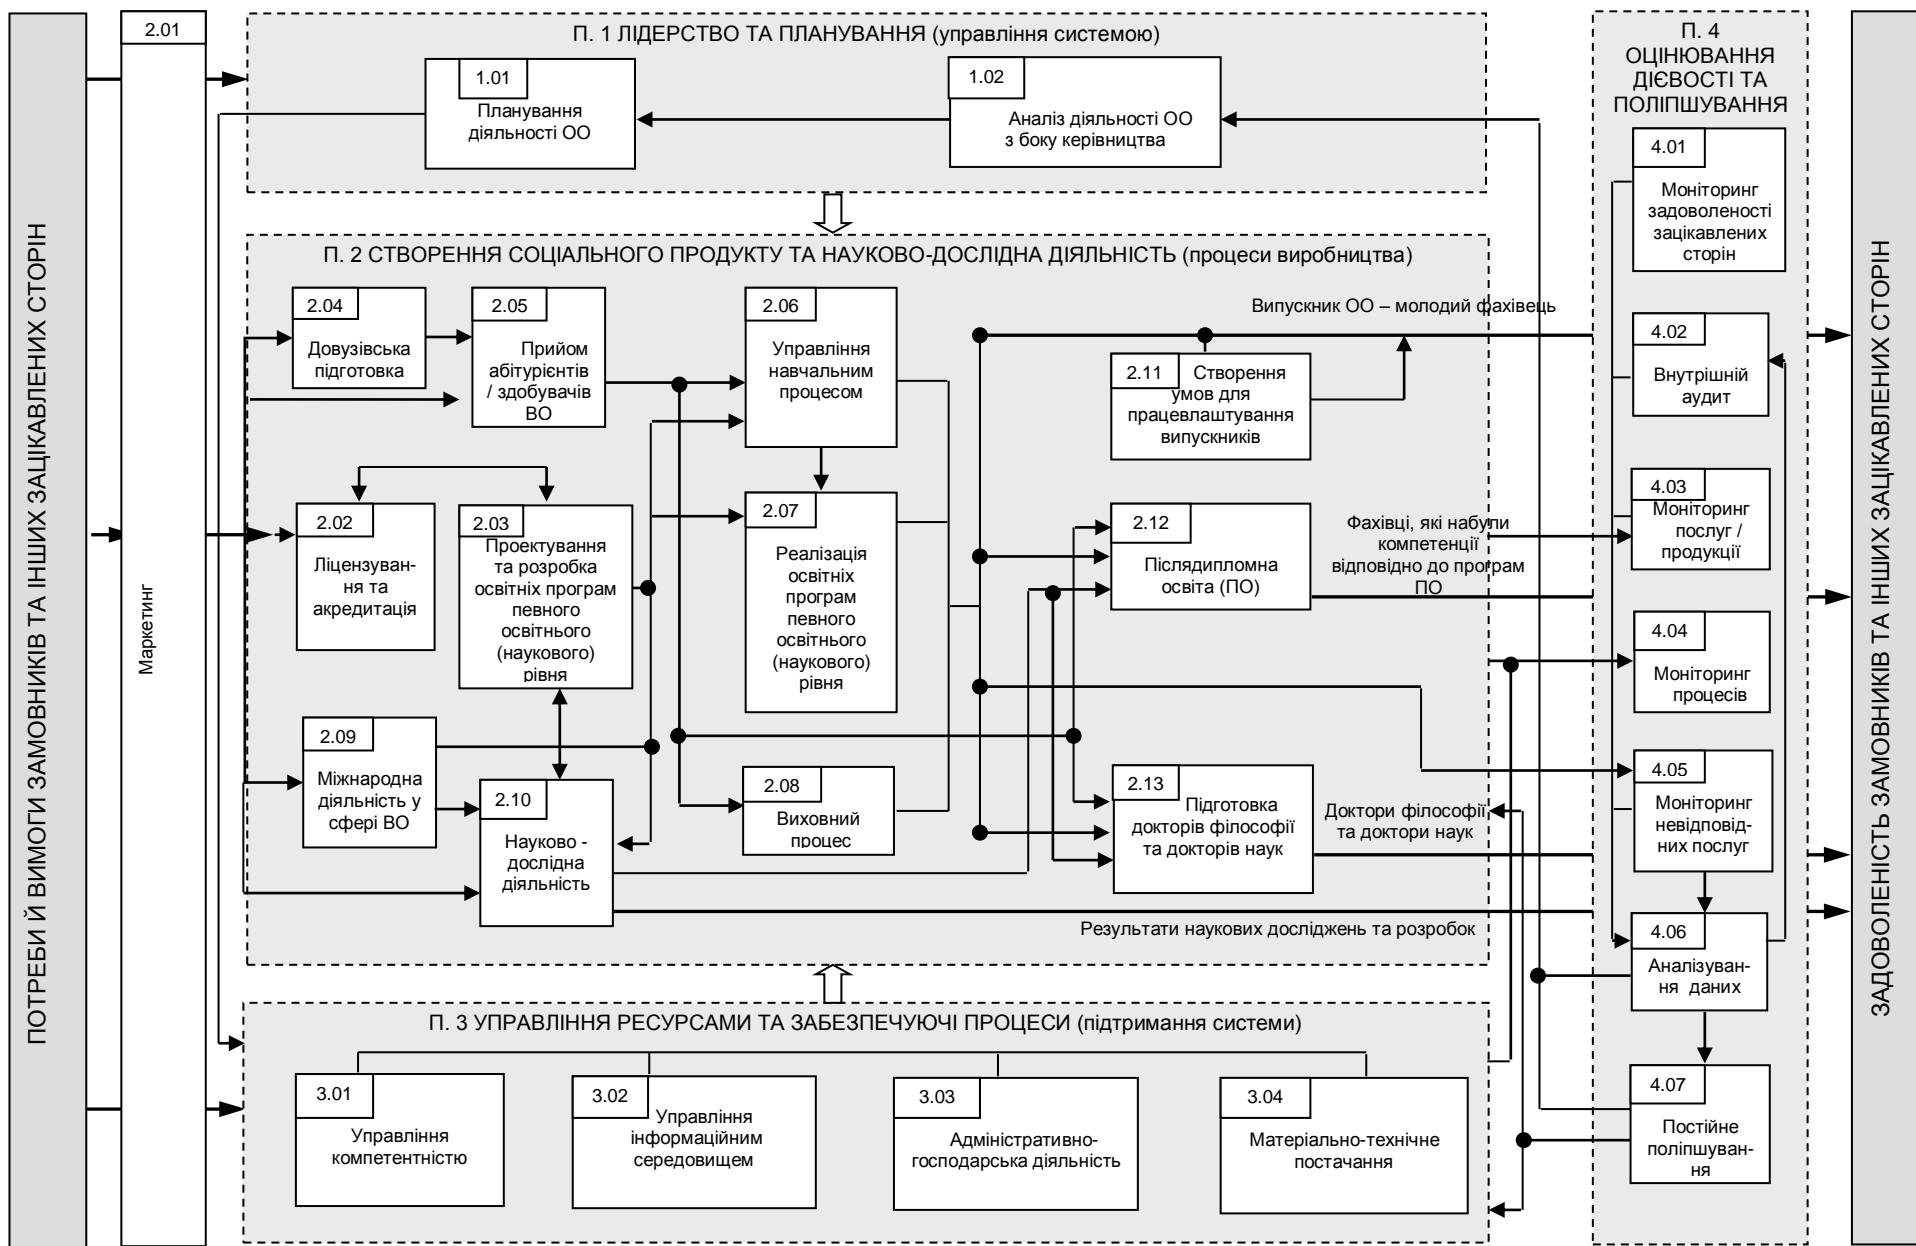 ПОТРЕБИ Й ВИМОГИ ЗАМОВНИКІВ ТА ІНШИХ ЗАЦІКАВЛЕНИХ СТОРІН
2.01
Маркетинг
П. 1 ЛІДЕРСТВО ТА ПЛАНУВАННЯ (управління системою)
1.01
Планування
діяльності ОО
1.02
Аналіз діяльності ОО
з боку керівництва
П. 2 СТВОРЕННЯ СОЦІАЛЬНОГО ПРОДУКТУ ТА НАУКОВО-ДОСЛІДНА ДІЯЛЬНІСТЬ (процеси виробництва)
2.04
Довузівська
підготовка
2.05
Прийом
абітурієнтів
/ здобувачів
ВО
2.06
Управління
навчальним
процесом
Випускник ОО – молодий фахівець
2.11
Створення
умов для
працевлаштування
випускників
2.02
Ліцензуван-
ня та
акредитація
2.03
Проектування
та розробка
освітніх програм
певного
освітнього
(наукового)
рівня
2.07
Реалізація
освітніх
програм
певного
освітнього
(наукового)
рівня
2.12
Післядипломна
освіта (ПО)
Фахівці, які набули
компетенції
відповідно до програм
ПО
2.09
Міжнародна
діяльність у
сфері ВО
2.10
Науково -
дослідна
діяльність
2.08
Виховний
процес
2.13
Підготовка
докторів філософії
та докторів наук
Доктори філософії
та доктори наук
Результати наукових досліджень та розробок
П. 3 УПРАВЛІННЯ РЕСУРСАМИ ТА ЗАБЕЗПЕЧУЮЧІ ПРОЦЕСИ (підтримання системи)
3.01
Управління
компетентністю
3.02
Управління
інформаційним
середовищем
3.03
Адміністративно-
господарська діяльність
3.04
Матеріально-технічне
постачання
П. 4
ОЦІНЮВАННЯ
ДІЄВОСТІ ТА
ПОЛІПШУВАННЯ
4.01
Моніторинг
задоволеності
зацікавлених
сторін
4.02
Внутрішній
аудит
4.03
Моніторинг
послуг /
продукції
4.04
Моніторинг
процесів
4.05
Моніторинг
невідповід-
них послуг
4.06
Аналізуван-
ня даних
4.07
Постійне
поліпшуван-
ня
ЗАДОВОЛЕНІСТЬ ЗАМОВНИКІВ ТА ІНШИХ ЗАЦІКАВЛЕНИХ СТОРІН